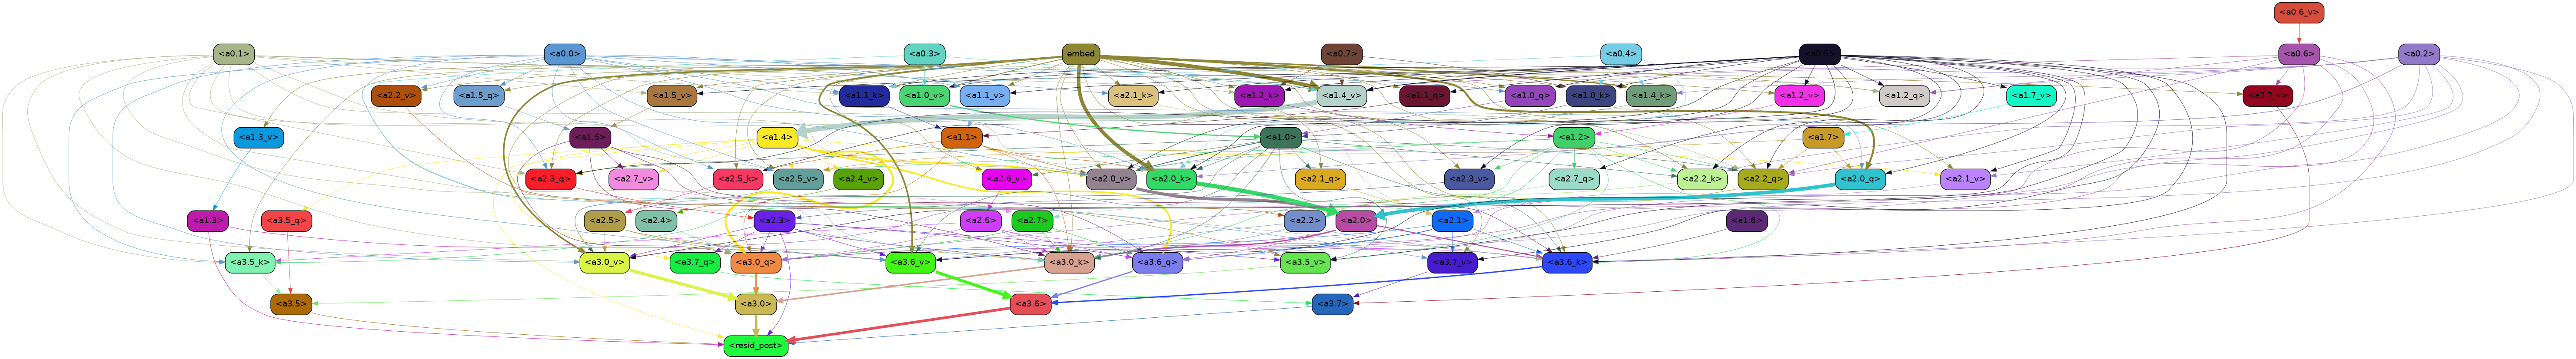 <a0.6_v>
<a0.1> <a0.0> <a0.3> embed <a0.7> <a0.4> <a0.5> <a0.6> <a0.2>
<a2.2_v> <a1.5_q> <a1.5_v> <a1.1_k> <a1.0_v> <a1.1_v> <a2.1_k> <a1.2_k> <a1.4_v> <a1.1_q> <a1.0_q> <a1.0_k> <a1.4_k> <a1.2_v> <a1.2_q> <a1.7_v> <a3.7_k>
<a1.3_v> <a1.5> <a1.4> <a1.1> <a1.0> <a1.2> <a1.7>
<a2.3_q> <a2.7_v> <a2.5_k> <a2.5_v> <a2.4_v> <a2.6_v> <a2.0_v> <a2.0_k> <a2.1_q> <a2.3_v> <a2.7_q> <a2.2_k> <a2.2_q> <a2.0_q> <a2.1_v>
<a1.3> <a3.5_q> <a2.5> <a2.4> <a2.3> <a2.6> <a2.7> <a2.2> <a2.0> <a2.1> <a1.6>
<a3.5_k> <a3.0_v> <a3.7_q> <a3.0_q> <a3.6_v> <a3.0_k> <a3.6_q> <a3.5_v> <a3.7_v> <a3.6_k>
<a3.5> <a3.0> <a3.6> <a3.7>
<resid_post>